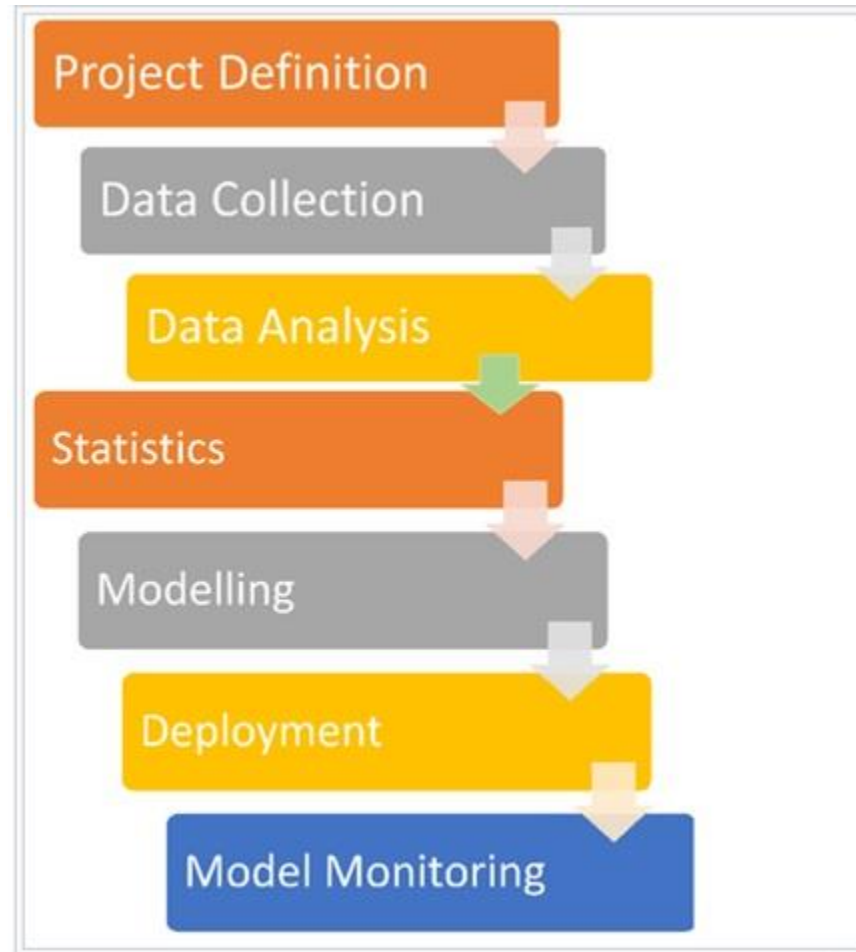 Project Definition
Data Collection
Data Analysis
Statistics
Modelling
Deployment
Model Monitoring